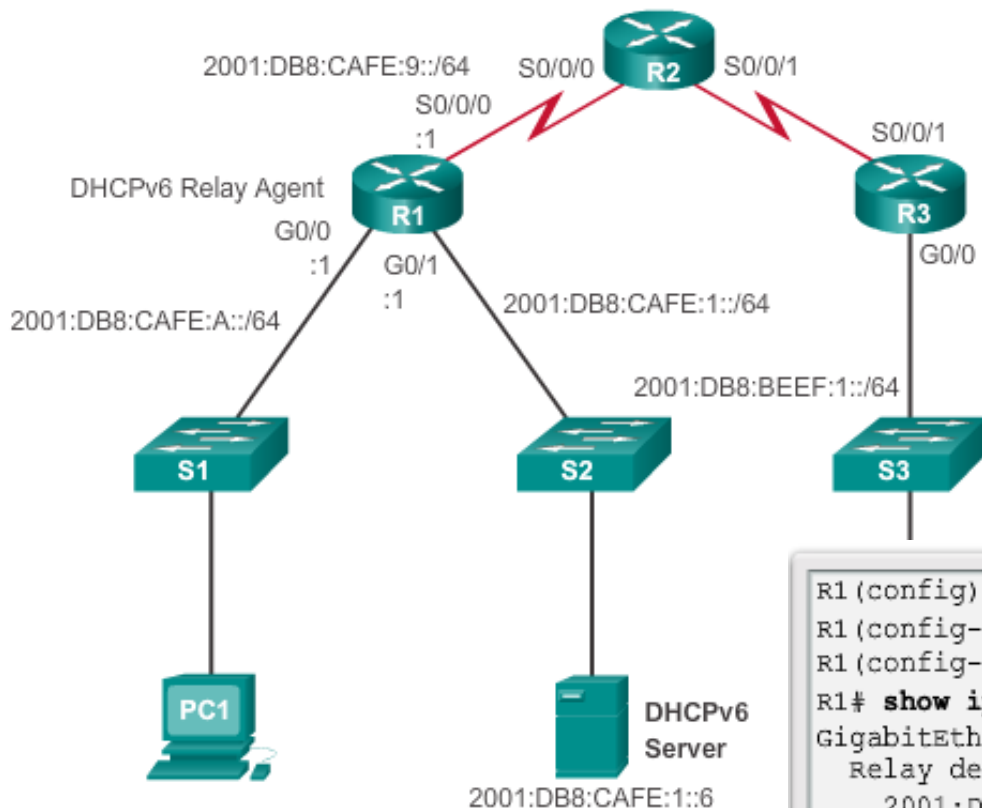 2001:DB8:CAFE:9::/64
S0/0/0
R2
S0/0/1
S0/0/0
:1
S0/0/1
DHCPv6 Relay Agent
R1
R3
G0/0
:1
G0/1
:1
G0/0
2001:DB8:CAFE:A::/64
2001:DB8:CAFE:1::/64
2001:DB8:BEEF:1::/64
S1
S2
S3
R1(config)
R1(config-
R1(config-
R1# show
GigabitEth
Relay de
PC1
DHCPv6
Server
2001:DB8:CAFE:1::6